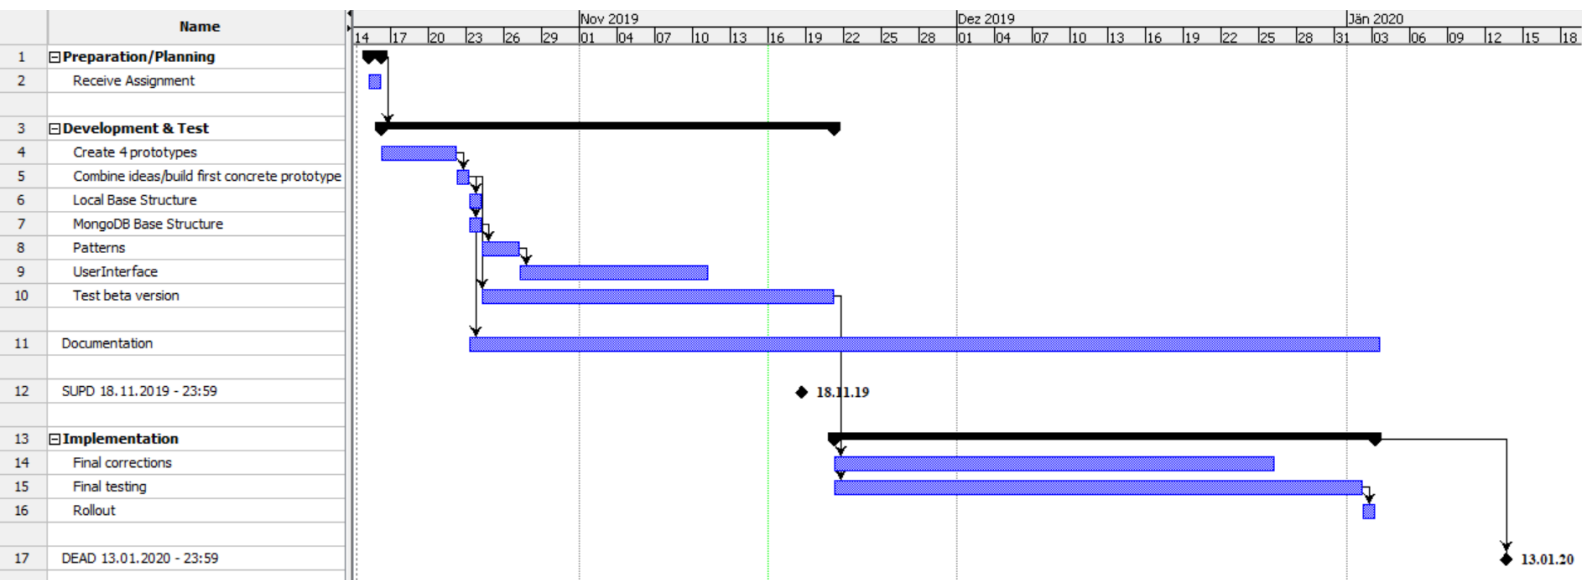 Name
Nov 2019 Dez 2019 Jän 2020
14 17 20 23 26 29 01 04 07 10 13 16 19 22 25 28 01 04 07 10 13 16 19 22 25 28 31 03 06 09 12 15 18
1 Preparation/Planning
2 Receive Assignment
3 Development & Test
4 Create 4 prototypes
5 Combine ideas/build first concrete prototype
6 Local Base Structure
7 MongoDB Base Structure
8 Patterns
9 UserInterface
10 Test beta version
11 Documentation
12 SUPD 18.11.2019 - 23:59 18.11.19
13 Implementation
14 Final corrections
15 Final testing
16 Rollout
17 DEAD 13.01.2020 - 23:59 13.01.20